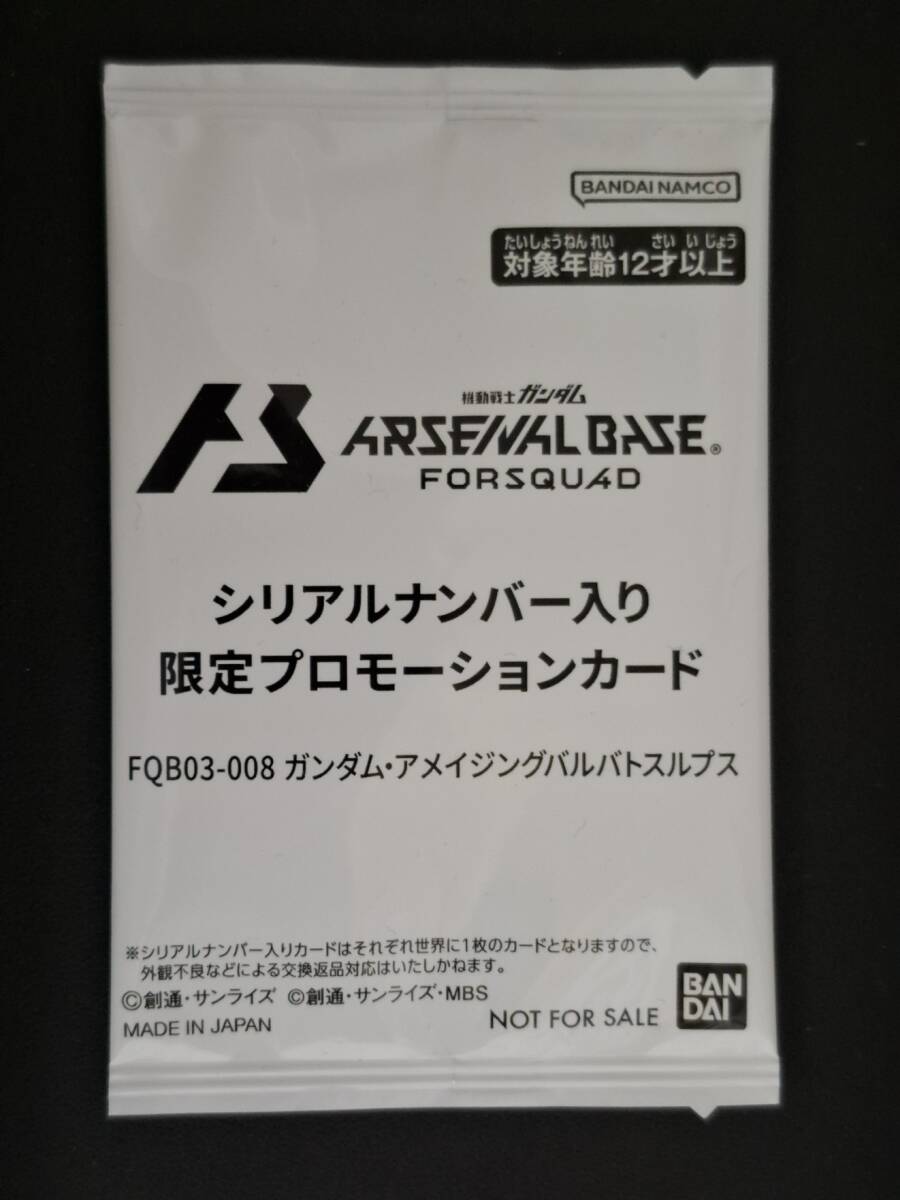 BANDAI NAMCO
たいしょうねんれい さいいじょう
対象年齢12才以上
機動戦士ガンダム
ARSENAL BASE®
FORSQUAD
シリアルナンバー入り
限定プロモーションカード
FQB03-008 ガンダム・アメイジングバルバトスルプス
※シリアルナンバー入りカードはそれぞれ世界に1枚のカードとなりますので、
外観不良などによる交換返品対応はいたしかねます。
©創通・サンライズ ©創通・サンライズ・MBS
MADE IN JAPAN
NOT FOR SALE
BAN
DAI